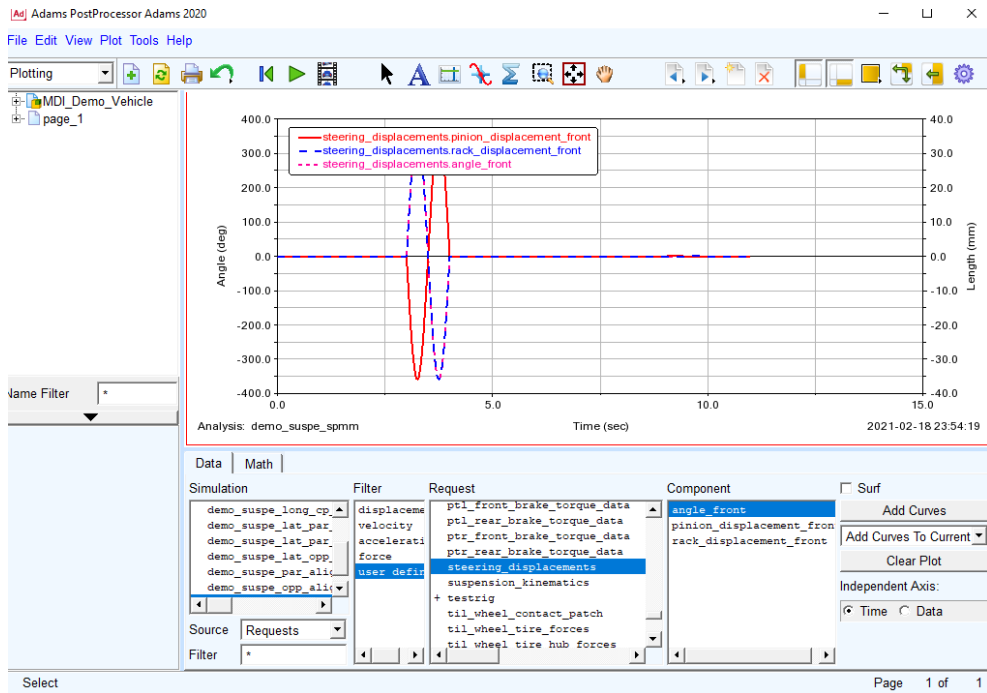 Ad Adams PostProcessor Adams 2020
File Edit View Plot Tools Help
Plotting
MDI_Demo_Vehicle
page_1
Name Filter *
400.0
300.0
200.0
100.0
0.0
-100.0
-200.0
-300.0
-400.0
Angle (deg)
steering_displacements.pinion_displacement_front
steering_displacements.rack_displacement_front
steering_displacements.angle_front
40.0
30.0
20.0
10.0
0.0
-10.0
-20.0
-30.0
-40.0
Length (mm)
0.0 5.0 10.0 15.0
Analysis: demo_suspe_spmm Time (sec) 2021-02-18 23:54:19
Data Math
Simulation
demo_suspe_long_cp_
demo_suspe_lat_par_
demo_suspe_lat_par_
demo_suspe_lat_opp_
demo_suspe_par_alig
demo_suspe_opp_alig
Source Requests
Filter *
Filter
displaceme
velocity
accelerati
force
user defin
Request
ptl_front_brake_torque_data
ptl_rear_brake_torque_data
ptr_front_brake_torque_data
ptr_rear_brake_torque_data
steering_displacements
suspension_kinematics
+ testrig
til_wheel_contact_patch
til_wheel_tire_forces
til_wheel_tire_hub_forces
Component
angle_front
pinion_displacement_fron
rack_displacement_front
Surf
Add Curves
Add Curves To Current
Clear Plot
Independent Axis:
Time Data
Select Page 1 of 1